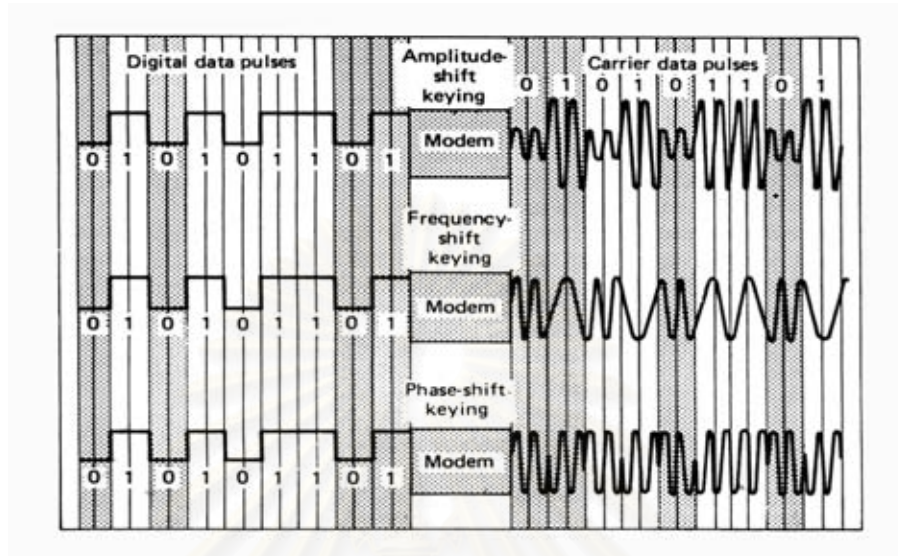 Digital data pulses
Amplitude-
shift
keying
Carrier data pulses
0 1 0 1 0 1 1 0 1
Modem
0 1 0 1 0 1 1 0 1
Frequency-
shift
keying
Modem
0 1 0 1 0 1 1 0 1
Phase-shift-
keying
Modem
0 1 0 1 0 1 1 0 1